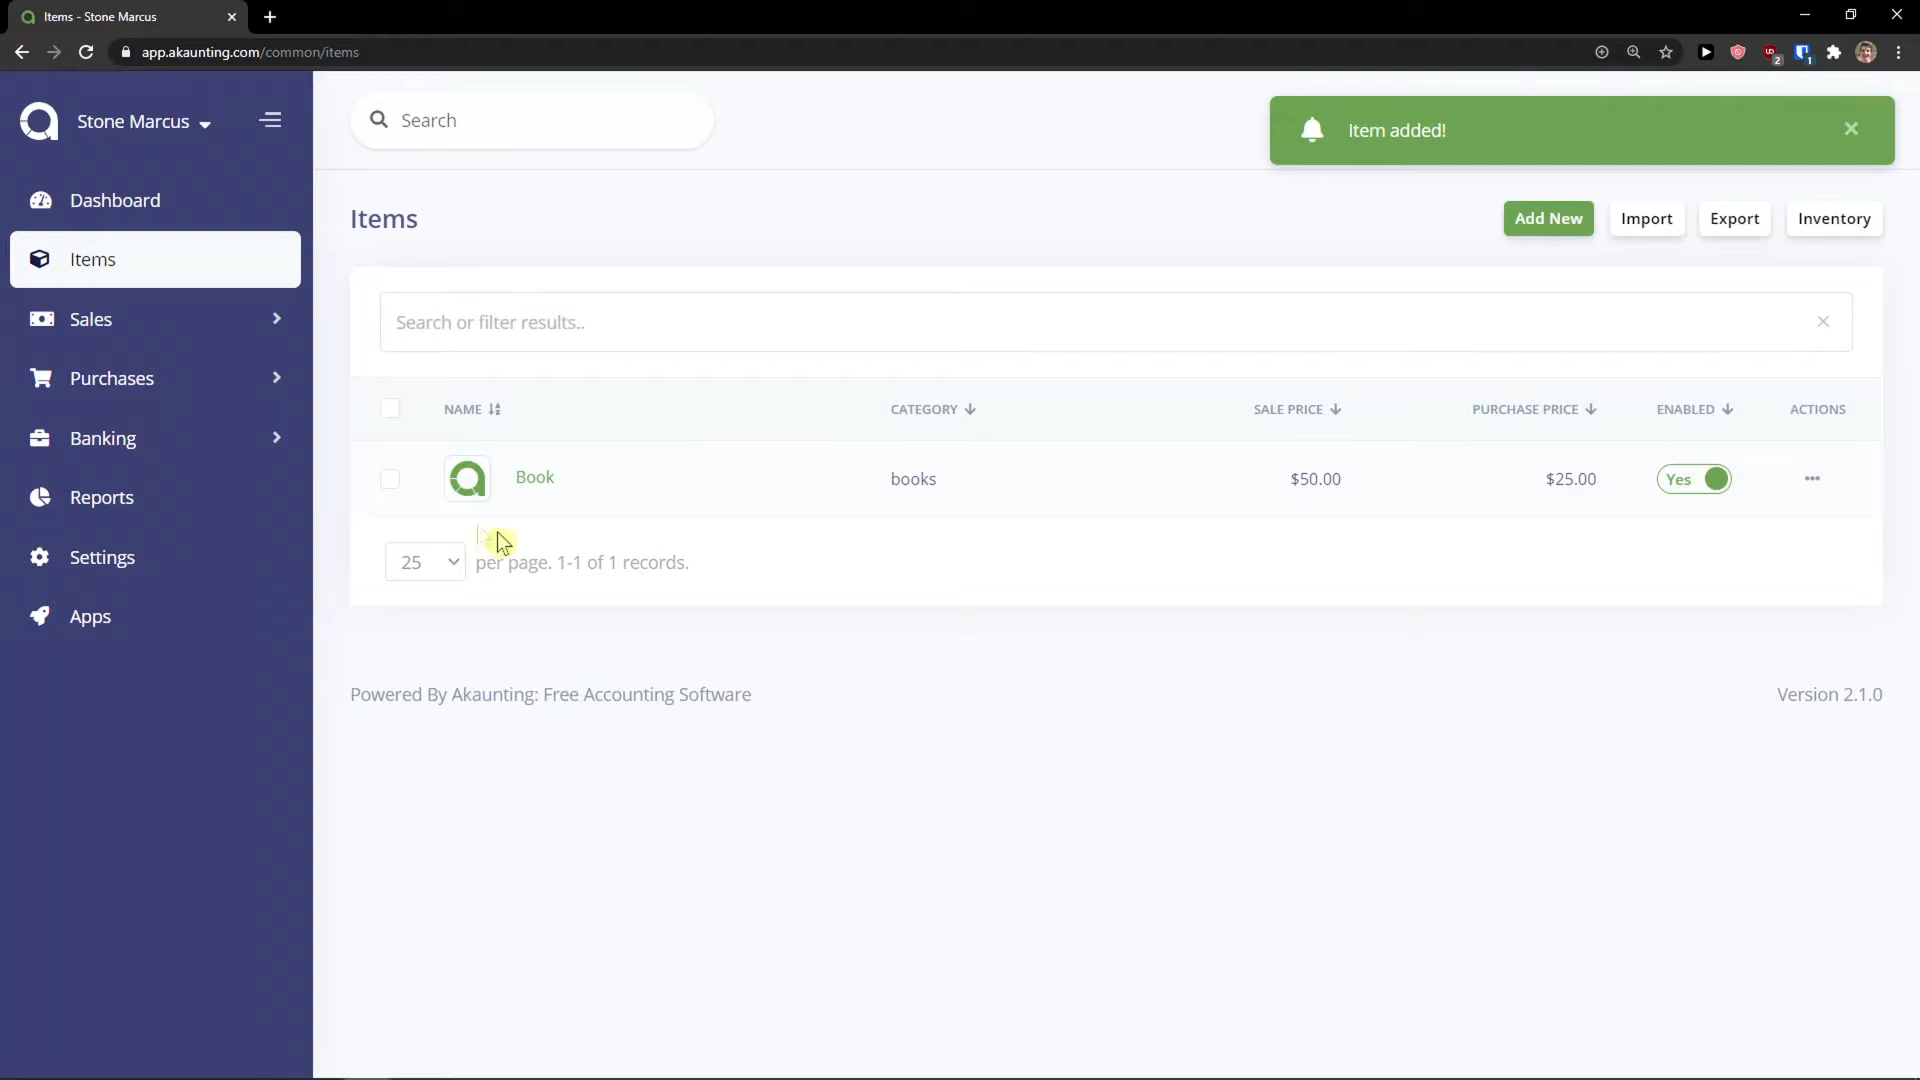 Items - Stone Marcus
app.akaunting.com/common/items
2
1
Stone Marcus
Search
Item added!
Dashboard
Items
Sales
Purchases
Banking
Reports
Settings
Apps
Items
Add New
Import
Export
Inventory
Search or filter results..
NAME
CATEGORY
SALE PRICE
PURCHASE PRICE
ENABLED
ACTIONS
Book
books
$50.00
$25.00
Yes
25
per page. 1-1 of 1 records.
Powered By Akaunting: Free Accounting Software
Version 2.1.0